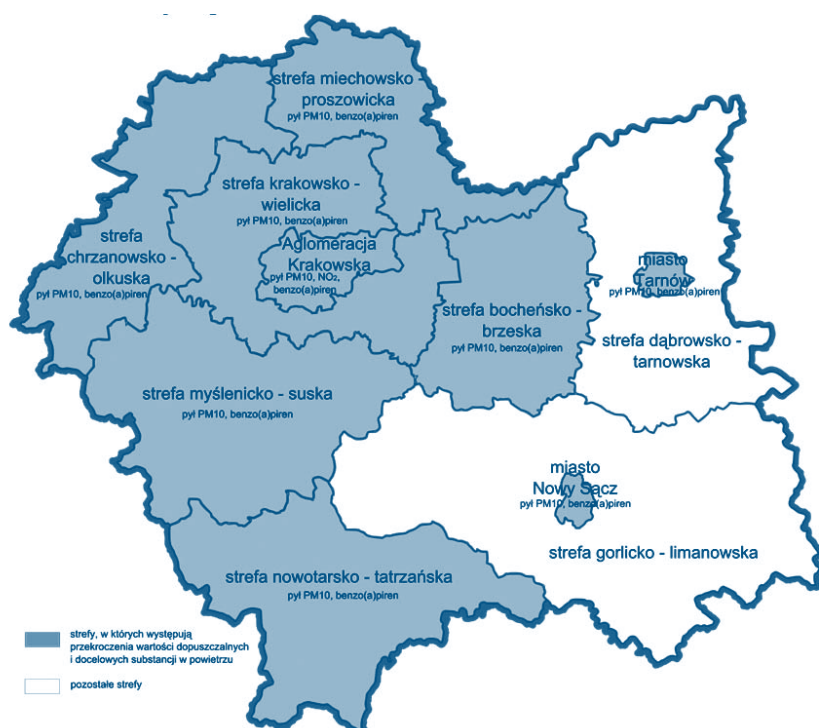 strefa miechowsko -
proszowicka
pył PM10, benzo(a)piren
strefa krakowsko -
wielicka
pył PM10, benzo(a)piren
strefa
chrzanowsko -
olkuska
pył PM10, benzo(a)piren
Aglomeracja
Krakowska
pył PM10, NO₂,
benzo(a)piren
miasto
Tarnów
pył PM10, benzo(a)piren
strefa bocheńsko -
brzeska
pył PM10, benzo(a)piren
strefa dąbrowsko -
tarnowska
strefa myślenicko - suska
pył PM10, benzo(a)piren
miasto
Nowy Sącz
pył PM10, benzo(a)piren
strefa gorlicko - limanowska
strefa nowotarsko - tatrzańska
pył PM10, benzo(a)piren
strefy, w których występują
przekroczenia wartości dopuszczalnych
i docelowych substancji w powietrzu
pozostałe strefy